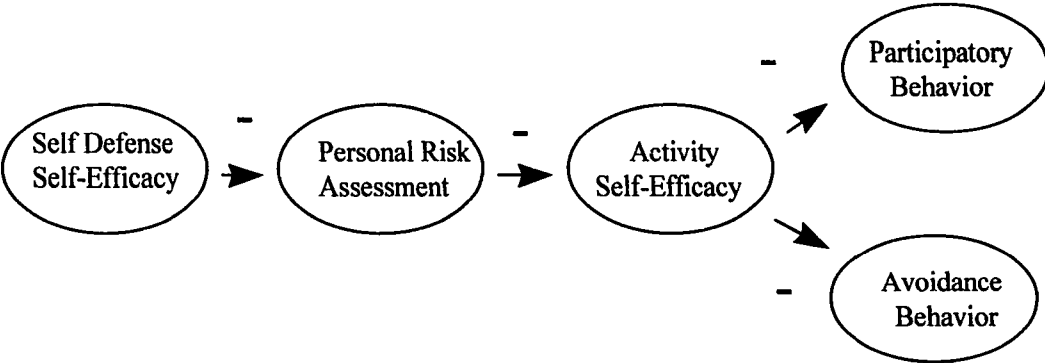 Self Defense
Self-Efficacy
-
Personal Risk
Assessment
-
Activity
Self-Efficacy
-
Participatory
Behavior
-
Avoidance
Behavior